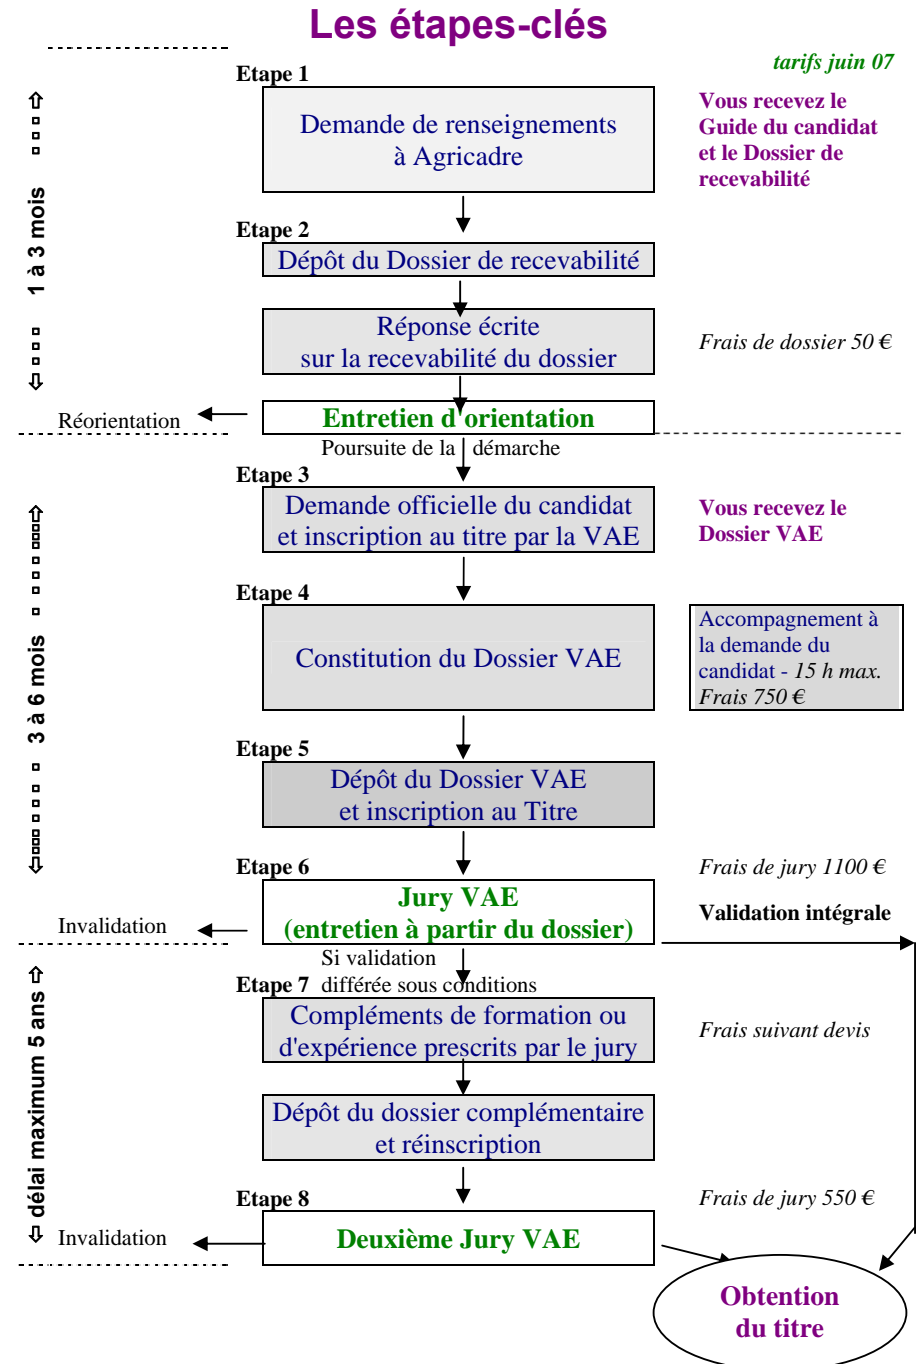 Les étapes-clés
tarifs juin 07
Etape 1
Demande de renseignements
à Agricadre
Vous recevez le
Guide du candidat
et le Dossier de
recevabilité
1 à 3 mois
Etape 2
Dépôt du Dossier de recevabilité
Réponse écrite
sur la recevabilité du dossier
Frais de dossier 50 €
Réorientation
Entretien d'orientation
Poursuite de la démarche
Etape 3
Demande officielle du candidat
et inscription au titre par la VAE
Vous recevez le
Dossier VAE
3 à 6 mois
Etape 4
Constitution du Dossier VAE
Accompagnement à
la demande du
candidat - 15 h max.
Frais 750 €
Etape 5
Dépôt du Dossier VAE
et inscription au Titre
Etape 6
Frais de jury 1100 €
Jury VAE
(entretien à partir du dossier)
Validation intégrale
Invalidation
Si validation
différée sous conditions
Etape 7
Compléments de formation ou
d'expérience prescrits par le jury
Frais suivant devis
délai maximum 5 ans
Dépôt du dossier complémentaire
et réinscription
Etape 8
Frais de jury 550 €
Invalidation
Deuxième Jury VAE
Obtention
du titre